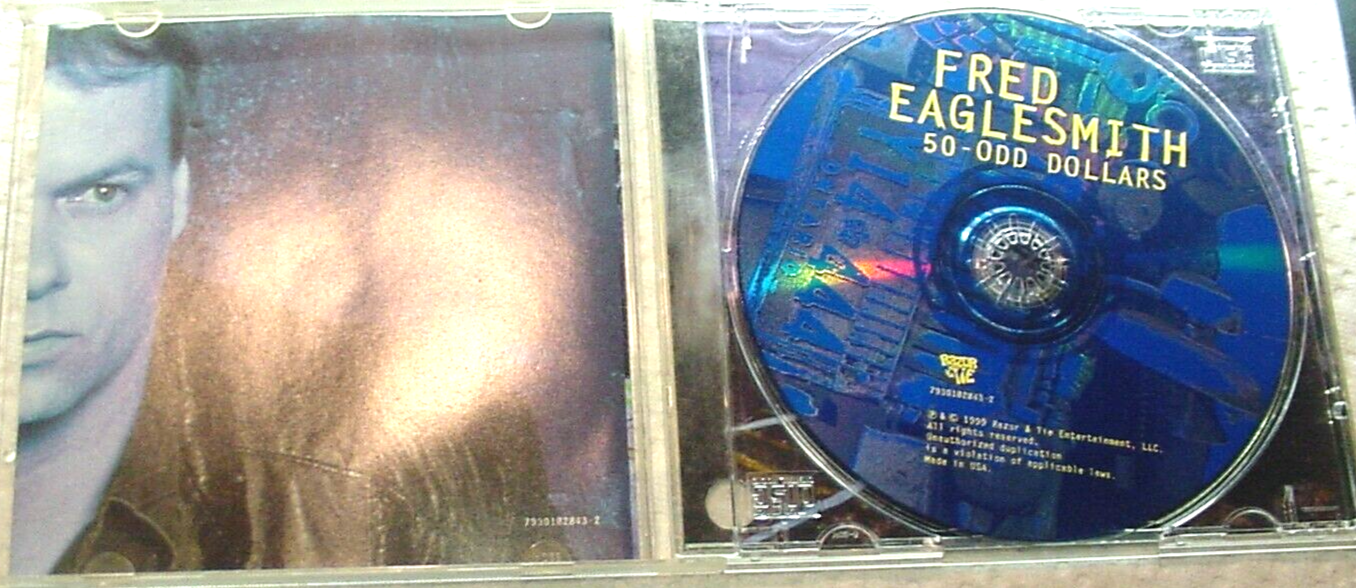 7930182843-2
FRED
EAGLESMITH
50-ODD DOLLARS
RAZOR
& TIE
7930182843-2
℗ & © 1999 Razor & Tie Entertainment, LLC.
All rights reserved.
Unauthorized duplication
is a violation of applicable laws.
Made in USA.